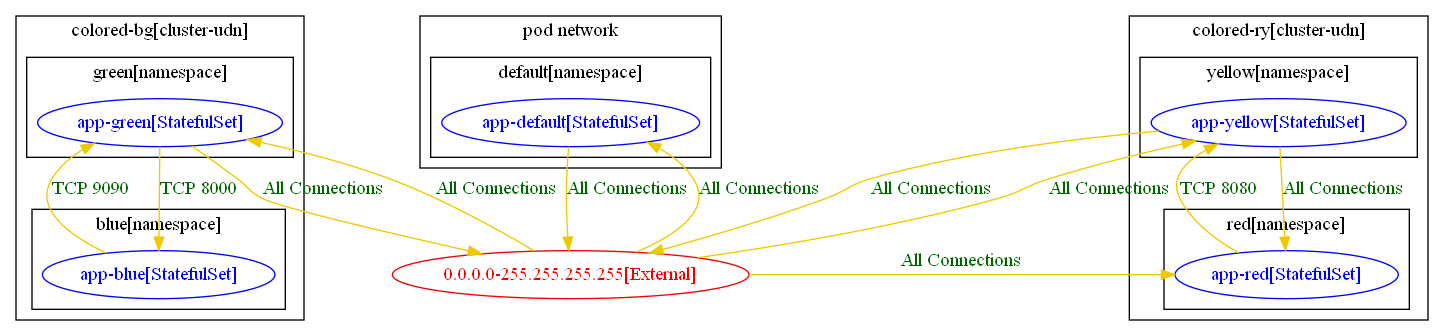 colored-bg[cluster-udn]
pod network
colored-ry[cluster-udn]
green[namespace]
default[namespace]
yellow[namespace]
app-green[StatefulSet]
app-default[StatefulSet]
app-yellow[StatefulSet]
TCP 9090
TCP 8000
All Connections
All Connections
All Connections
All Connections
All Connections
All Connections
TCP 8080
All Connections
blue[namespace]
red[namespace]
app-blue[StatefulSet]
0.0.0.0-255.255.255.255[External]
All Connections
app-red[StatefulSet]